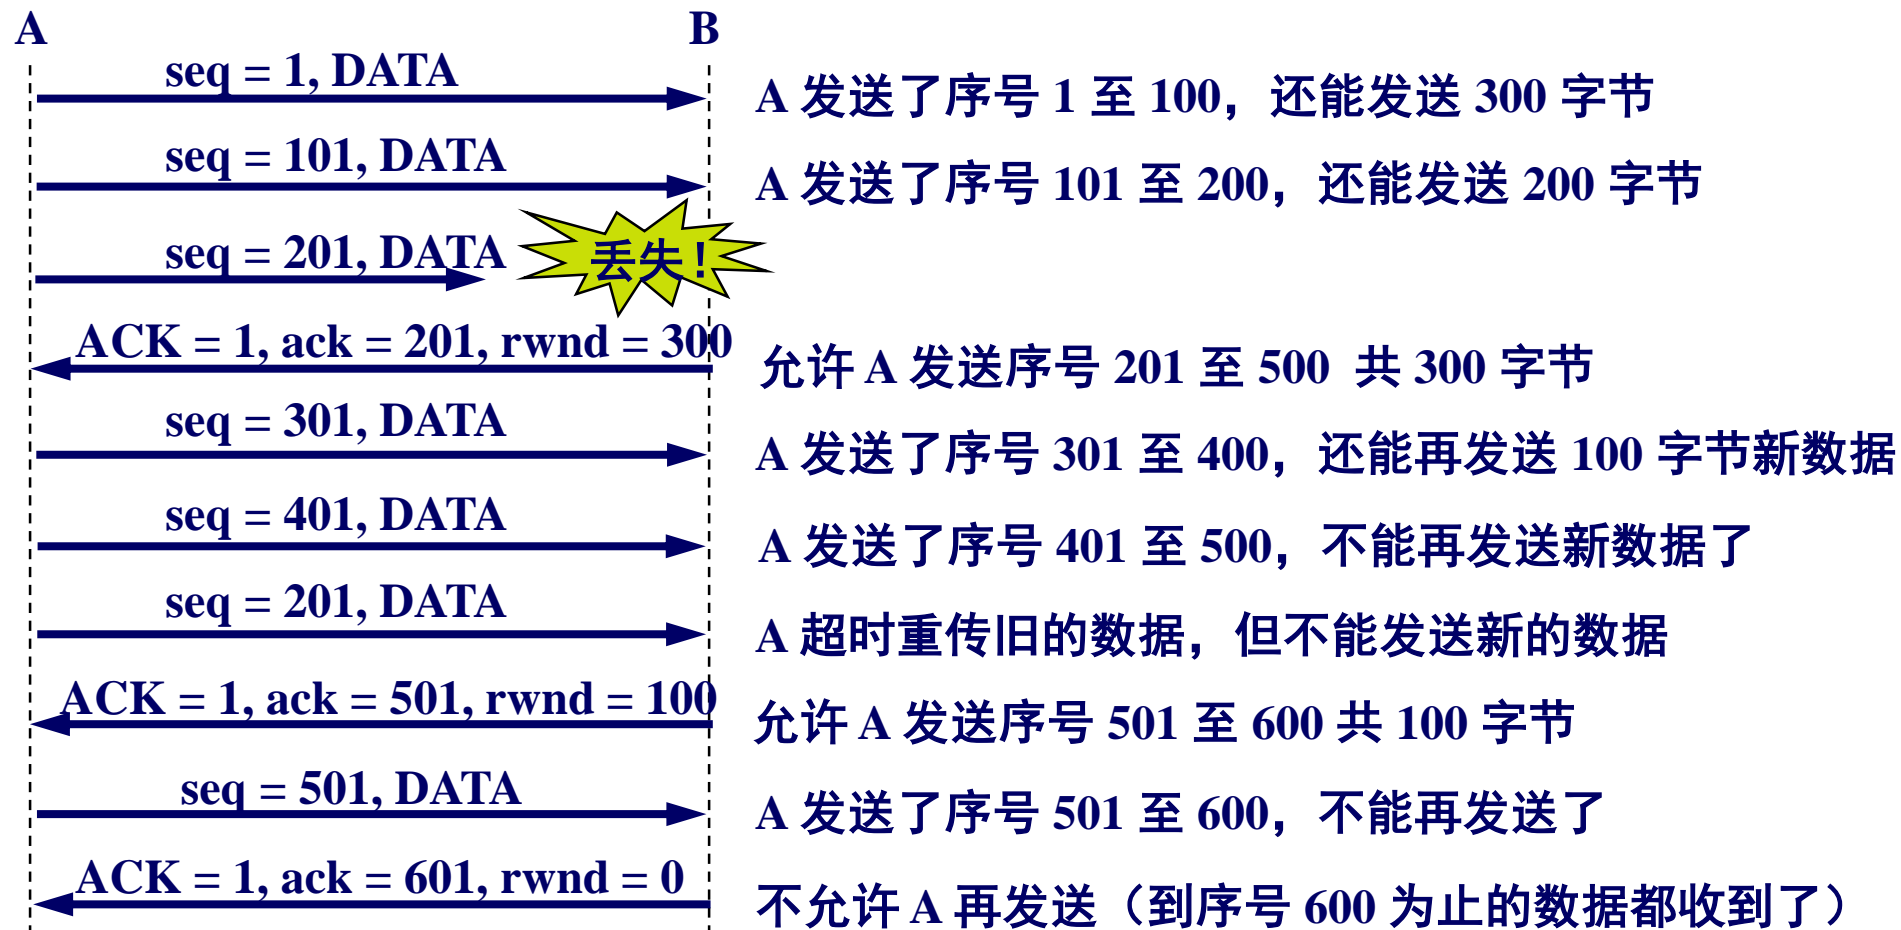 A B
seq = 1, DATA
A 发送了序号 1 至 100，还能发送 300 字节
seq = 101, DATA
A 发送了序号 101 至 200，还能发送 200 字节
seq = 201, DATA
丢失！
ACK = 1, ack = 201, rwnd = 300
允许 A 发送序号 201 至 500 共 300 字节
seq = 301, DATA
A 发送了序号 301 至 400，还能再发送 100 字节新数据
seq = 401, DATA
A 发送了序号 401 至 500，不能再发送新数据了
seq = 201, DATA
A 超时重传旧的数据，但不能发送新的数据
ACK = 1, ack = 501, rwnd = 100
允许 A 发送序号 501 至 600 共 100 字节
seq = 501, DATA
A 发送了序号 501 至 600，不能再发送了
ACK = 1, ack = 601, rwnd = 0
不允许 A 再发送（到序号 600 为止的数据都收到了）